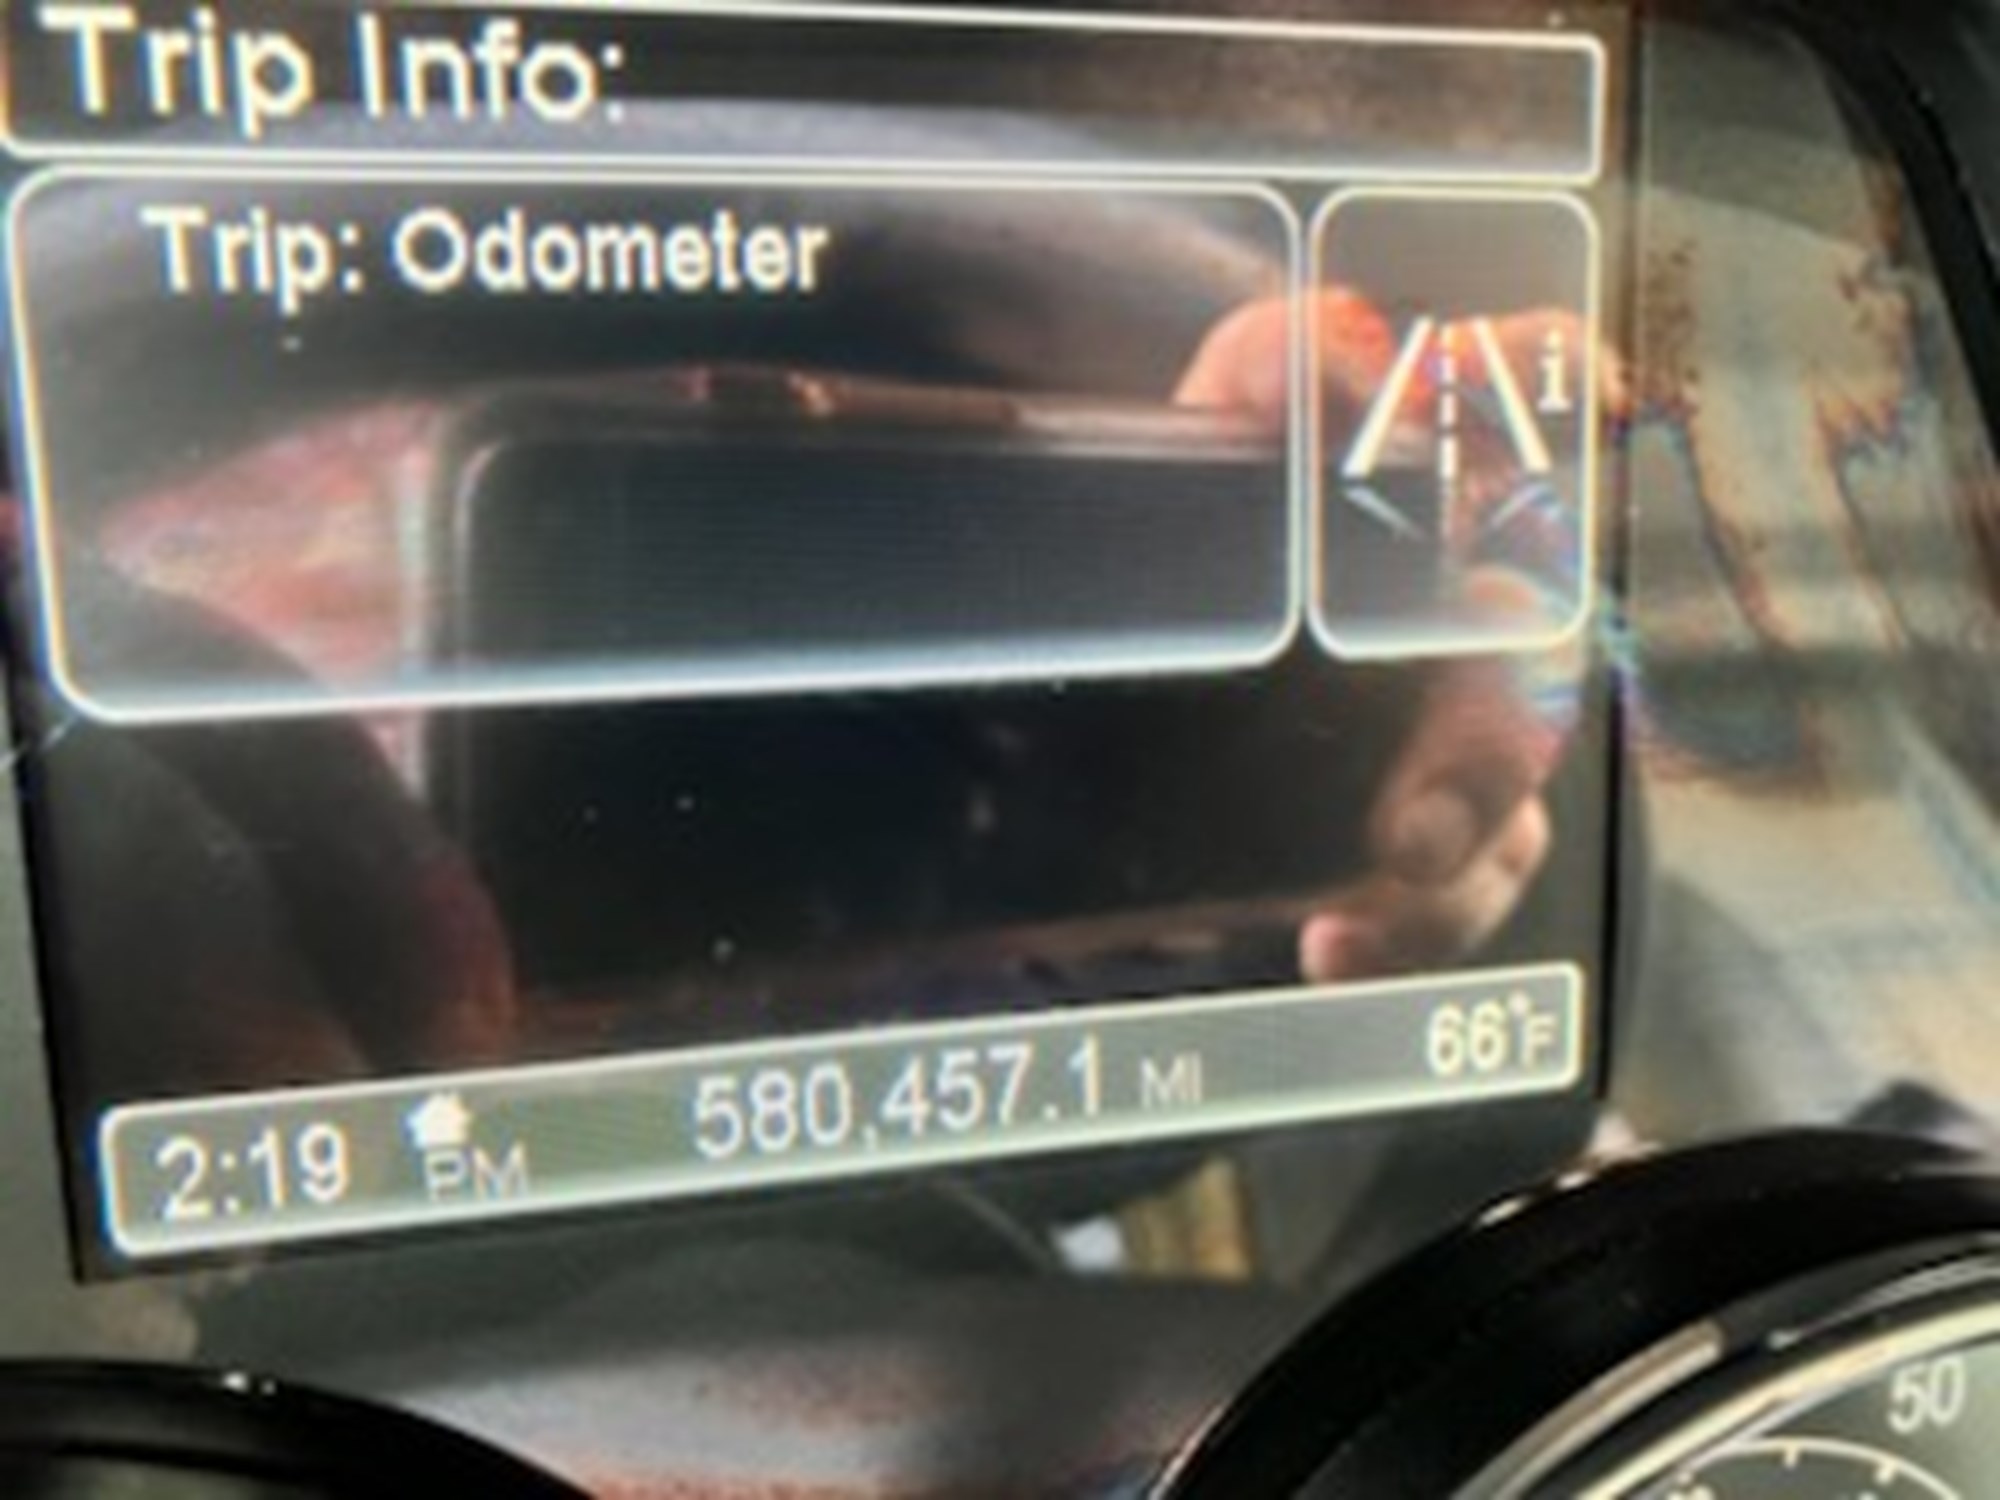 Trip Info:
Trip: Odometer
i
2:19 PM 580,457.1 MI 66°F
50